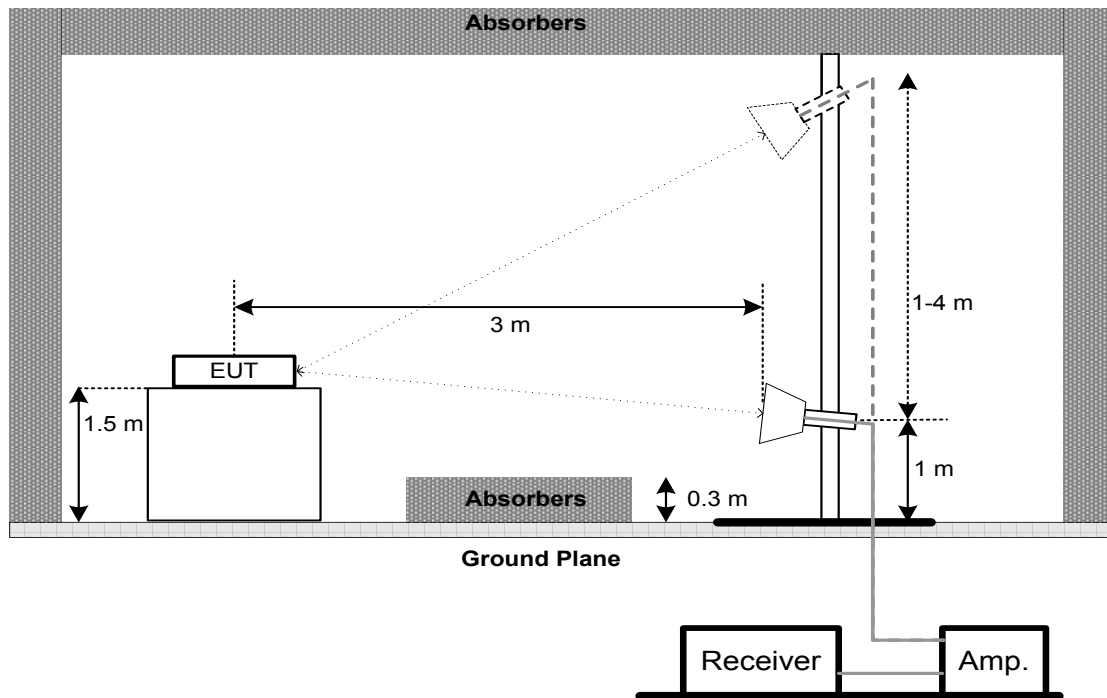 Absorbers
1-4 m
3 m
EUT
1.5 m
1 m
Absorbers
0.3 m
Ground Plane
Receiver
Amp.